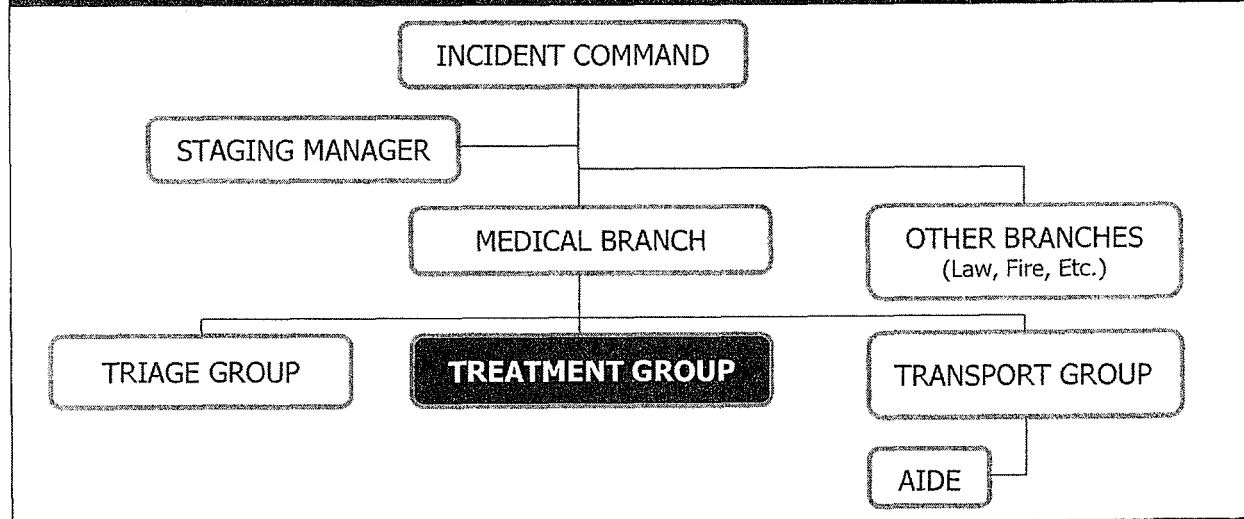 INCIDENT COMMAND
STAGING MANAGER
MEDICAL BRANCH
OTHER BRANCHES
(Law, Fire, Etc.)
TRIAGE GROUP
TREATMENT GROUP
TRANSPORT GROUP
AIDE